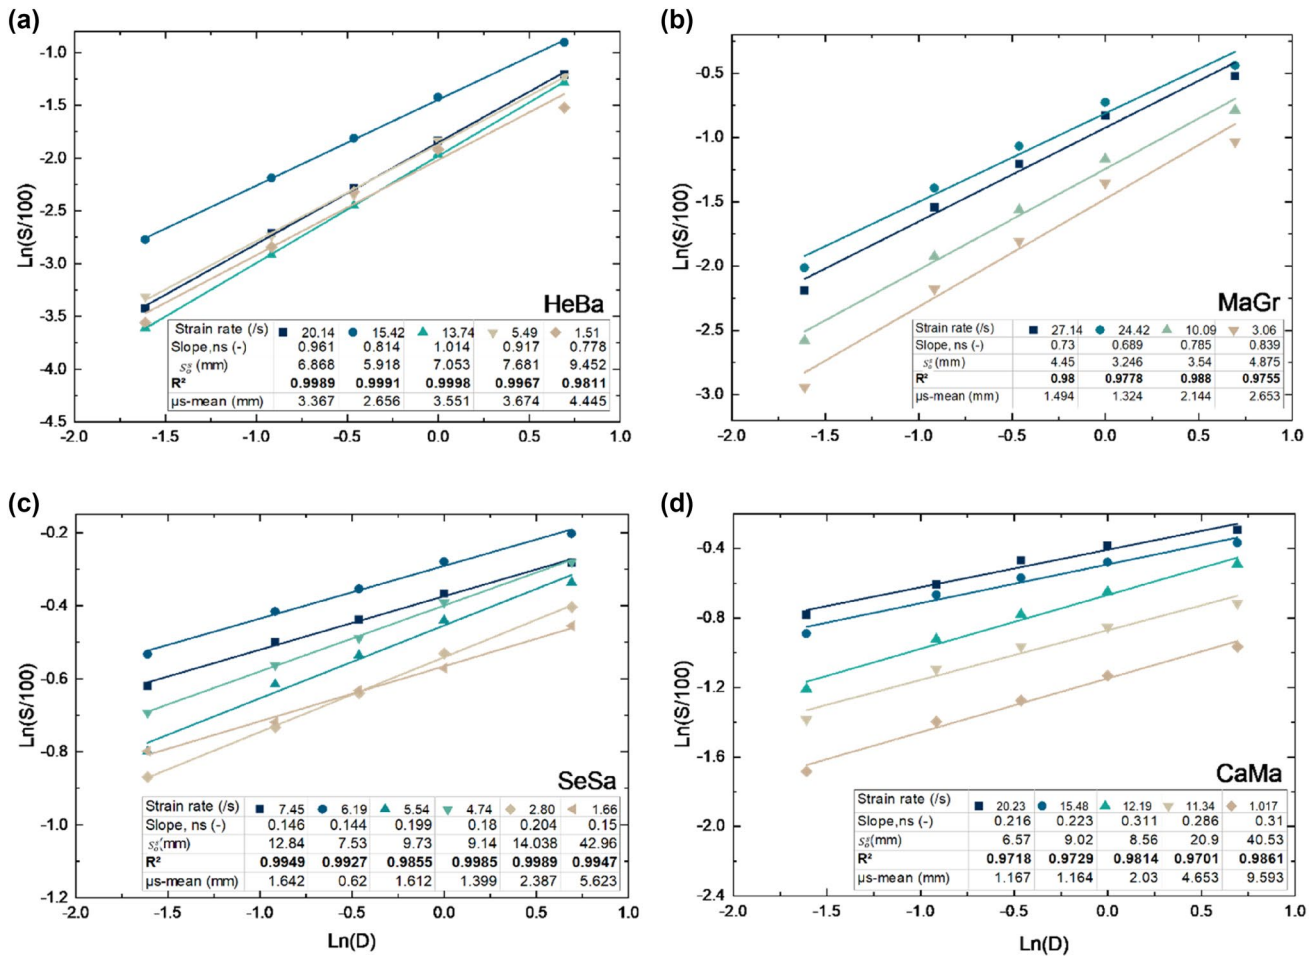 (a)
-1.0
-1.5
-2.0
-2.5
-3.0
-3.5
-4.0
-4.5
Ln(S/100)
HeBa
Strain rate (/s) 20.14 15.42 13.74 5.49 1.51
Slope,ns (-) 0.961 0.814 1.014 0.917 0.778
(mm) 6.868 5.918 7.053 7.681 9.452
R² 0.9989 0.9991 0.9998 0.9967 0.9811
μs-mean (mm) 3.367 2.656 3.551 3.674 4.445
-2.0 -1.5 -1.0 -0.5 0.0 0.5 1.0
(b)
-0.5
-1.0
-1.5
-2.0
-2.5
-3.0
Ln(S/100)
MaGr
Strain rate (/s) 27.14 24.42 10.09 3.06
Slope, ns (-) 0.73 0.689 0.785 0.839
(mm) 4.45 3.246 3.54 4.875
R² 0.98 0.9778 0.988 0.9755
μs-mean (mm) 1.494 1.324 2.144 2.653
-2.0 -1.5 -1.0 -0.5 0.0 0.5 1.0
(c)
-0.2
-0.4
-0.6
-0.8
-1.0
-1.2
Ln(S/100)
SeSa
Strain rate (/s) 7.45 6.19 5.54 4.74 2.80 1.66
Slope, ns (-) 0.146 0.144 0.199 0.18 0.204 0.15
(mm) 12.84 7.53 9.73 9.14 14.038 42.96
R² 0.9949 0.9927 0.9855 0.9985 0.9989 0.9947
μs-mean (mm) 1.642 0.62 1.612 1.399 2.387 5.623
-2.0 -1.5 -1.0 -0.5 0.0 0.5 1.0
Ln(D)
(d)
-0.4
-0.8
-1.2
-1.6
-2.0
-2.4
Ln(S/100)
CaMa
Strain rate (/s) 20.23 15.48 12.19 11.34 1.017
Slope,ns (-) 0.216 0.223 0.311 0.286 0.31
(mm) 6.57 9.02 8.56 20.9 40.53
R² 0.9718 0.9729 0.9814 0.9701 0.9861
μs-mean (mm) 1.167 1.164 2.03 4.653 9.593
-2.0 -1.5 -1.0 -0.5 0.0 0.5 1.0
Ln(D)